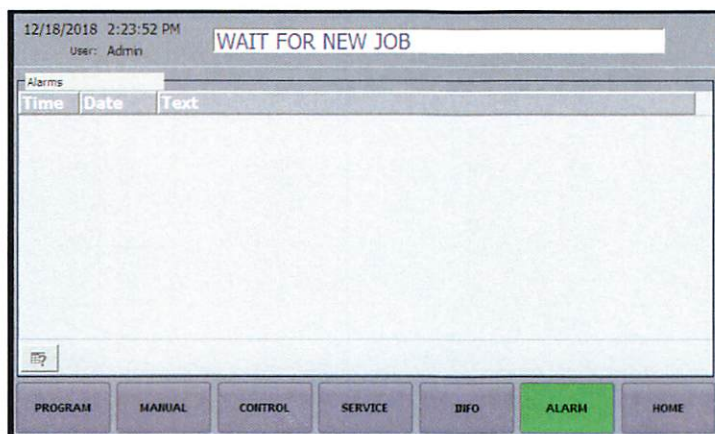 12/18/2018 2:23:52 PM
User: Admin
WAIT FOR NEW JOB
Alarms
Time Date Text
PROGRAM MANUAL CONTROL SERVICE INFO ALARM HOME